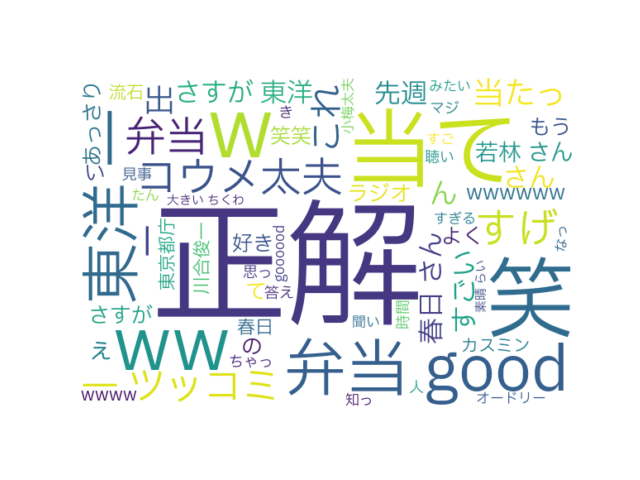 流石
さすが 東洋
先週
みたい
マジ
当たっ
いあっさり
出
弁当
W
き
笑笑
これ
小梅太夫
当て
すご
聴い
もう
若林 さん
見事
コウメ太夫
ラジオ
ん
さん
wwwwww
たん
大きい ちくわ
東洋
ー
東京都庁
川合俊一
正解
好き
思っ
goooood
て
答え
春日 さん
すぎる
よく
すげ
なっ
すごい
素晴
らしい
笑
さすが
え
春日
の
ちゃっ
聞い
時間
カスミン
ww
弁当
good
ー
ツッコミ
wwww
知っ
人
オードリー